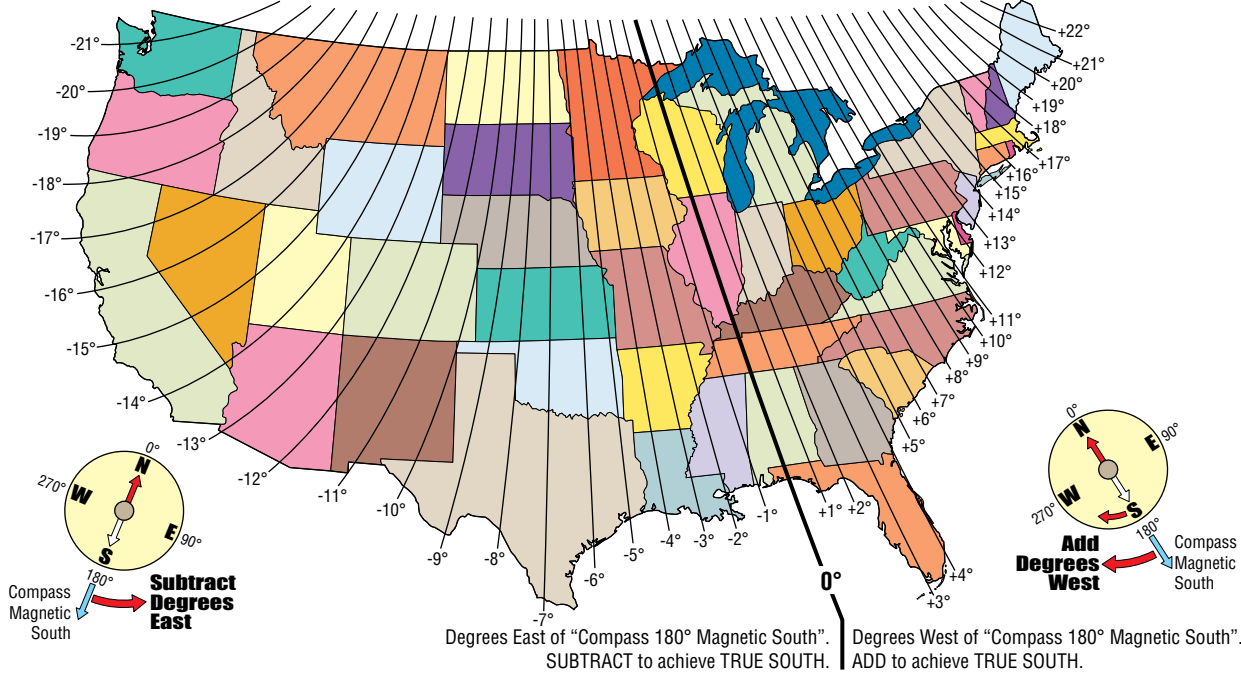 -21°
-20°
-19°
-18°
-17°
-16°
-15°
-14°
-13°
-12°
-11°
-10°
-9°
-8°
-7°
-6°
-5°
-4°
-3°
-2°
-1°
0°
+1°
+2°
+3°
+4°
+5°
+6°
+7°
+8°
+9°
+10°
+11°
+12°
+13°
+14°
+15°
+16°
+17°
+18°
+19°
+20°
+21°
+22°
0°
N
270°
W
E
90°
S
180°
Compass
Magnetic
South
Subtract
Degrees
East
0°
N
E
90°
W
270°
S
180°
Add
Degrees
West
Compass
Magnetic
South
Degrees East of “Compass 180° Magnetic South”.
SUBTRACT to achieve TRUE SOUTH.
Degrees West of “Compass 180° Magnetic South”.
ADD to achieve TRUE SOUTH.